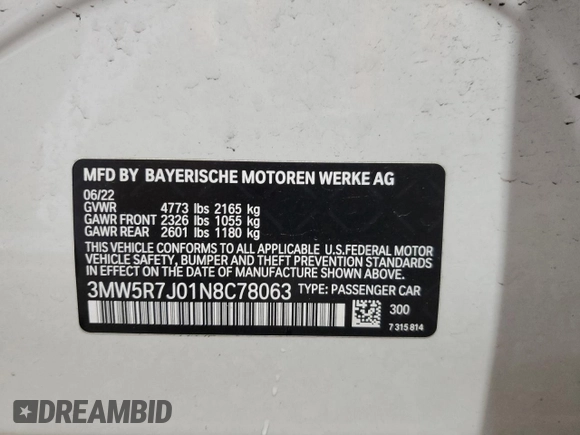 MFD BY BAYERISCHE MOTOREN WERKE AG
06/22
GVWR 4773 lbs 2165 kg
GAWR FRONT 2326 lbs 1055 kg
GAWR REAR 2601 lbs 1180 kg
THIS VEHICLE CONFORMS TO ALL APPLICABLE U.S.FEDERAL MOTOR
VEHICLE SAFETY, BUMPER AND THEFT PREVENTION STANDARDS
IN EFFECT ON THE DATE OF MANUFACTURE SHOWN ABOVE.
3MW5R7J01N8C78063 TYPE: PASSENGER CAR
300
7 315 814
DREAMBID